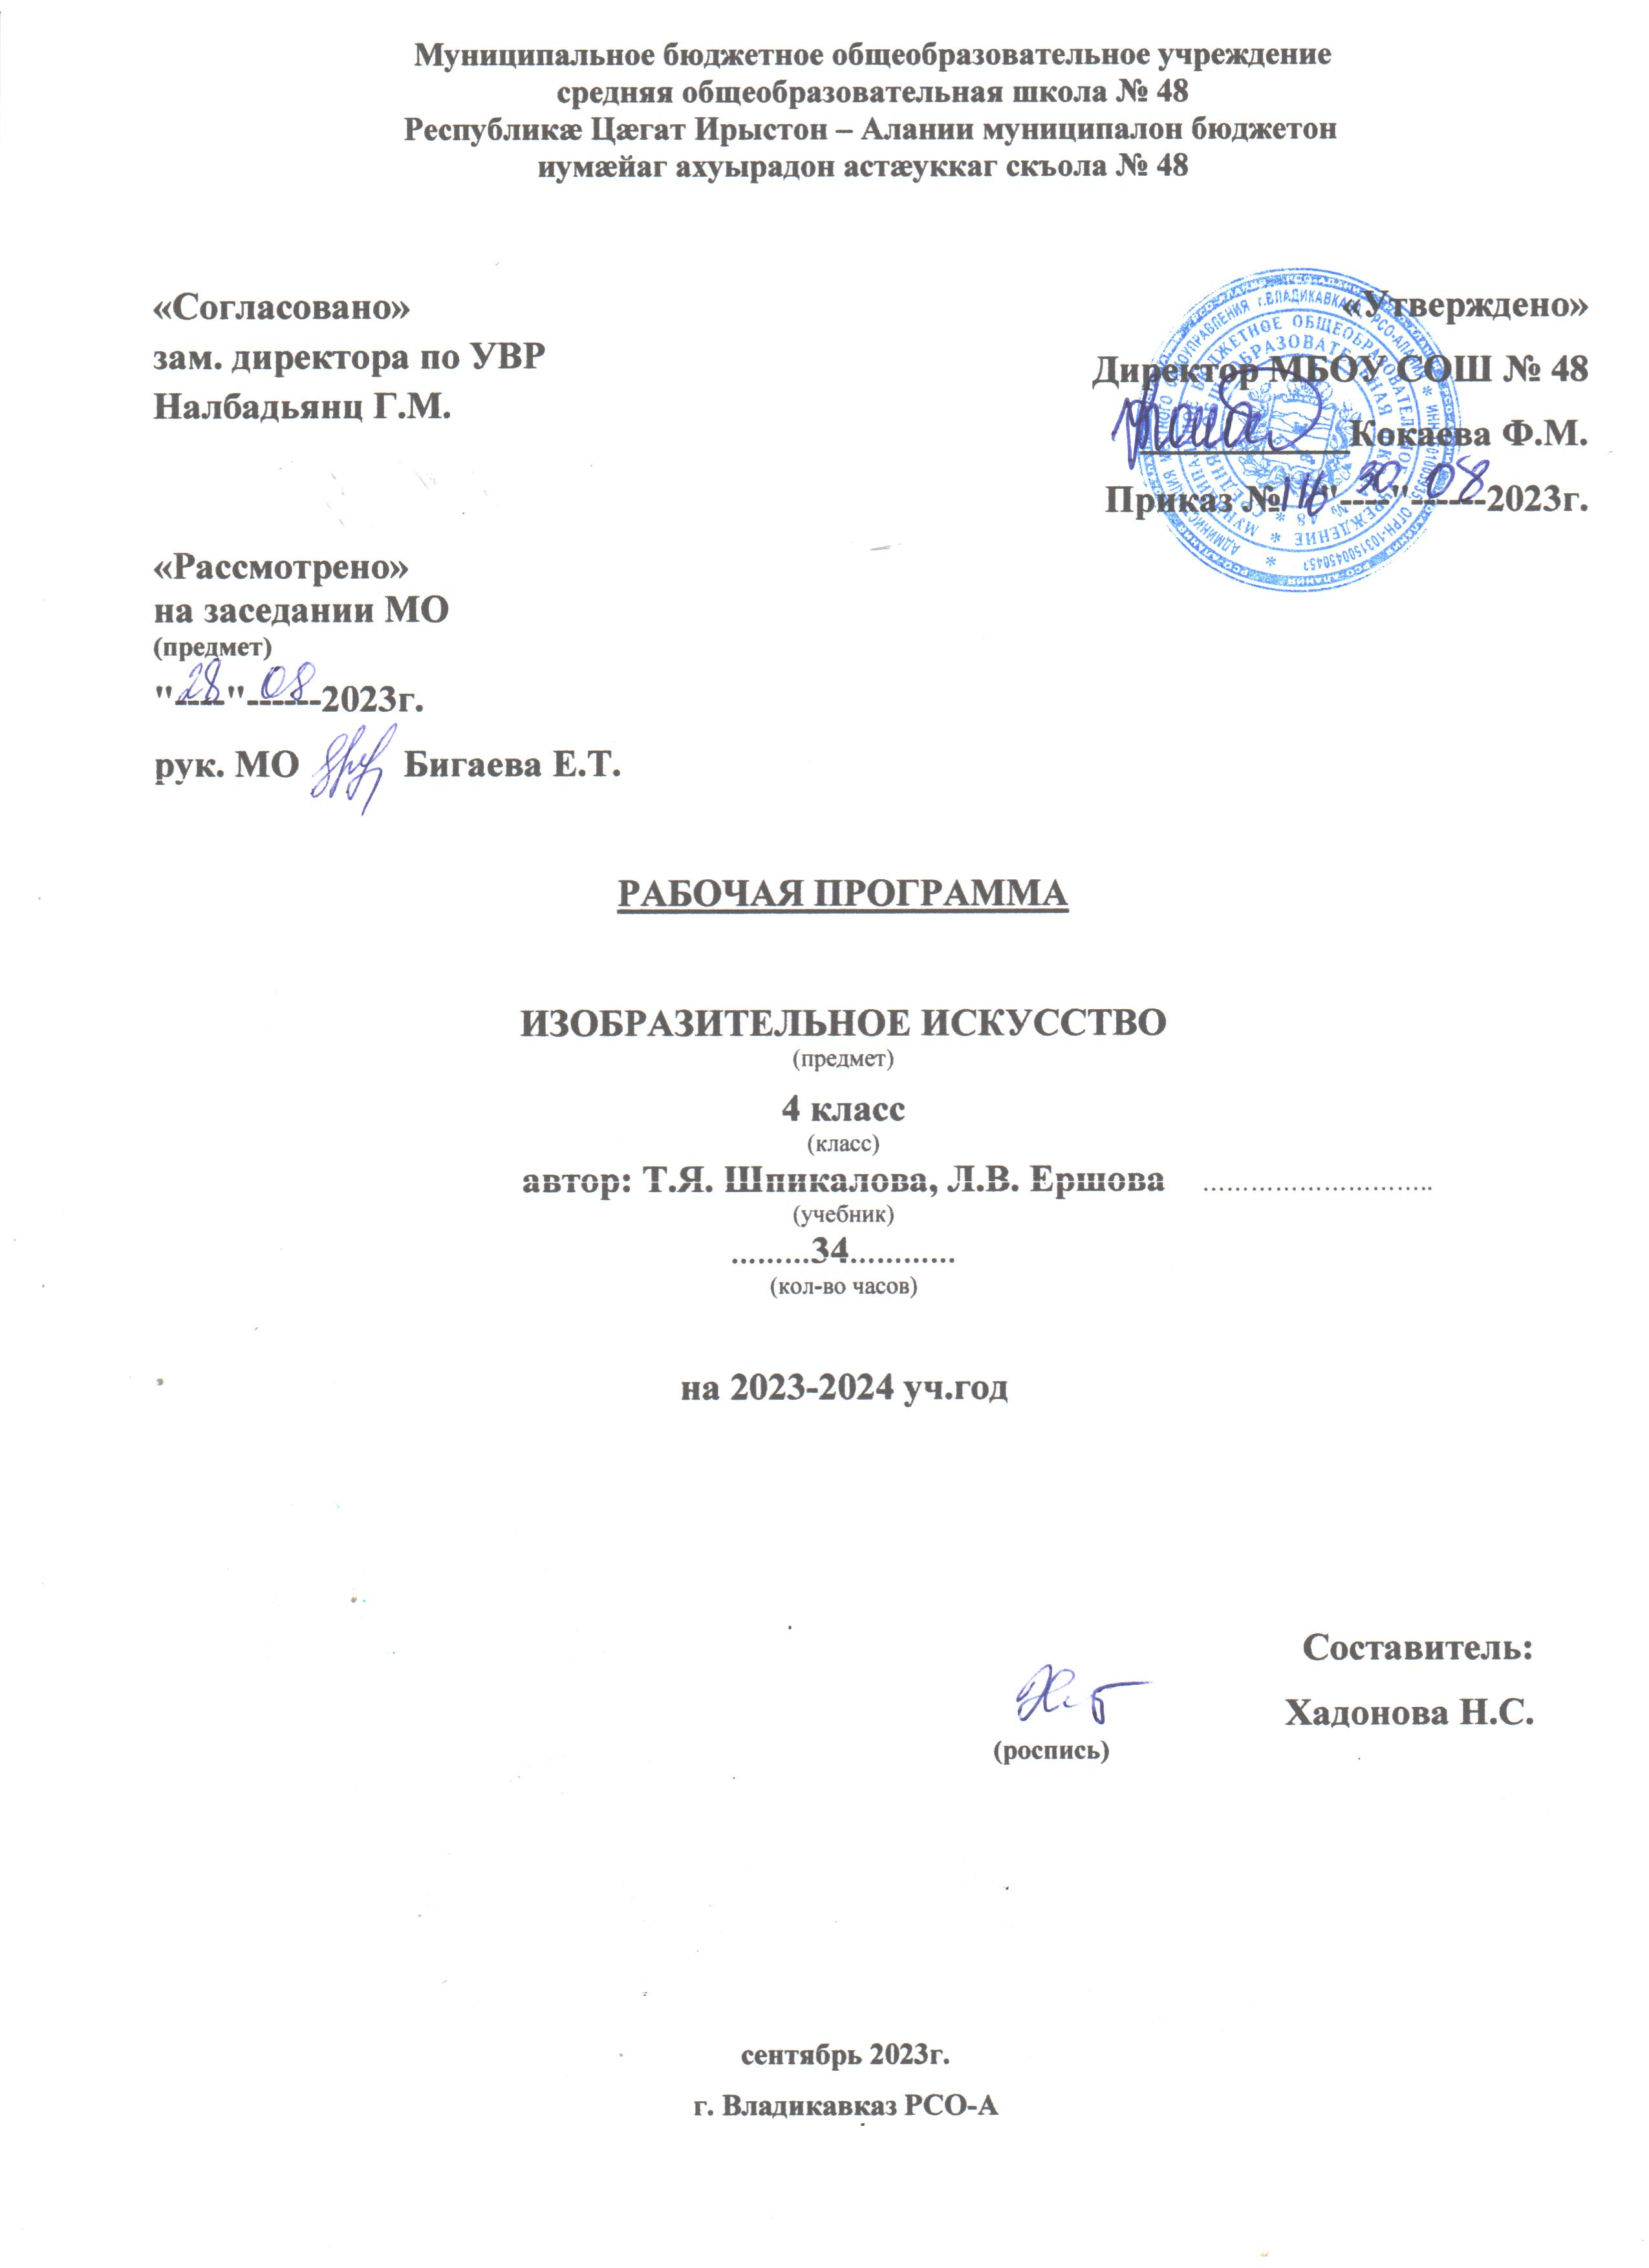 Муниципальное бюджетное общеобразовательное учреждение
средняя общеобразовательная школа № 48
Республикæ Цæгат Ирыстон – Алании муниципалон бюджетон
иумæйаг ахуырадон астæуккаг скъола № 48
«Согласовано»
зам. директора по УВР
Налбадьянц Г.М.
«Утверждено»
Директор МБОУ СОШ № 48
Кокаева Ф.М.
Приказ №116 "30"-08-2023г.
«Рассмотрено»
на заседании МО
(предмет)
"28"-08-2023г.
рук. МО Бигаева Е.Т.
РАБОЧАЯ ПРОГРАММА
ИЗОБРАЗИТЕЛЬНОЕ ИСКУССТВО
(предмет)
4 класс
(класс)
автор: Т.Я. Шпикалова, Л.В. Ершова ...........................
(учебник)
.........34............
(кол-во часов)
на 2023-2024 уч.год
Составитель:
Хадонова Н.С.
(роспись)
сентябрь 2023г.
г. Владикавказ РСО-А